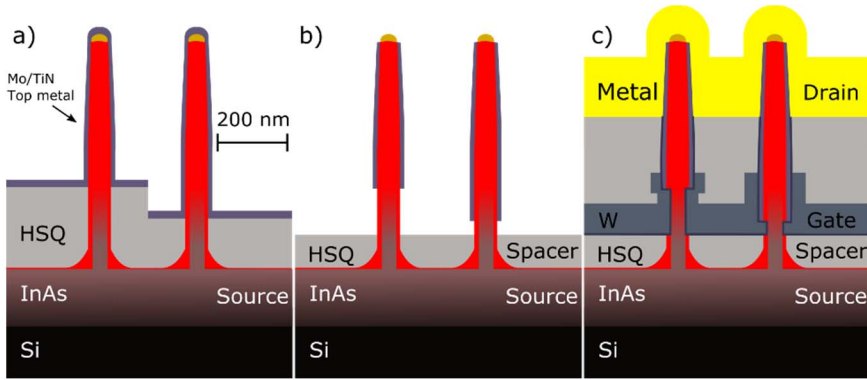 a)
Mo/TiN
Top metal
200 nm
HSQ
InAs Source
Si
b)
HSQ Spacer
InAs Source
Si
c)
Metal Drain
W Gate
HSQ Spacer
InAs Source
Si